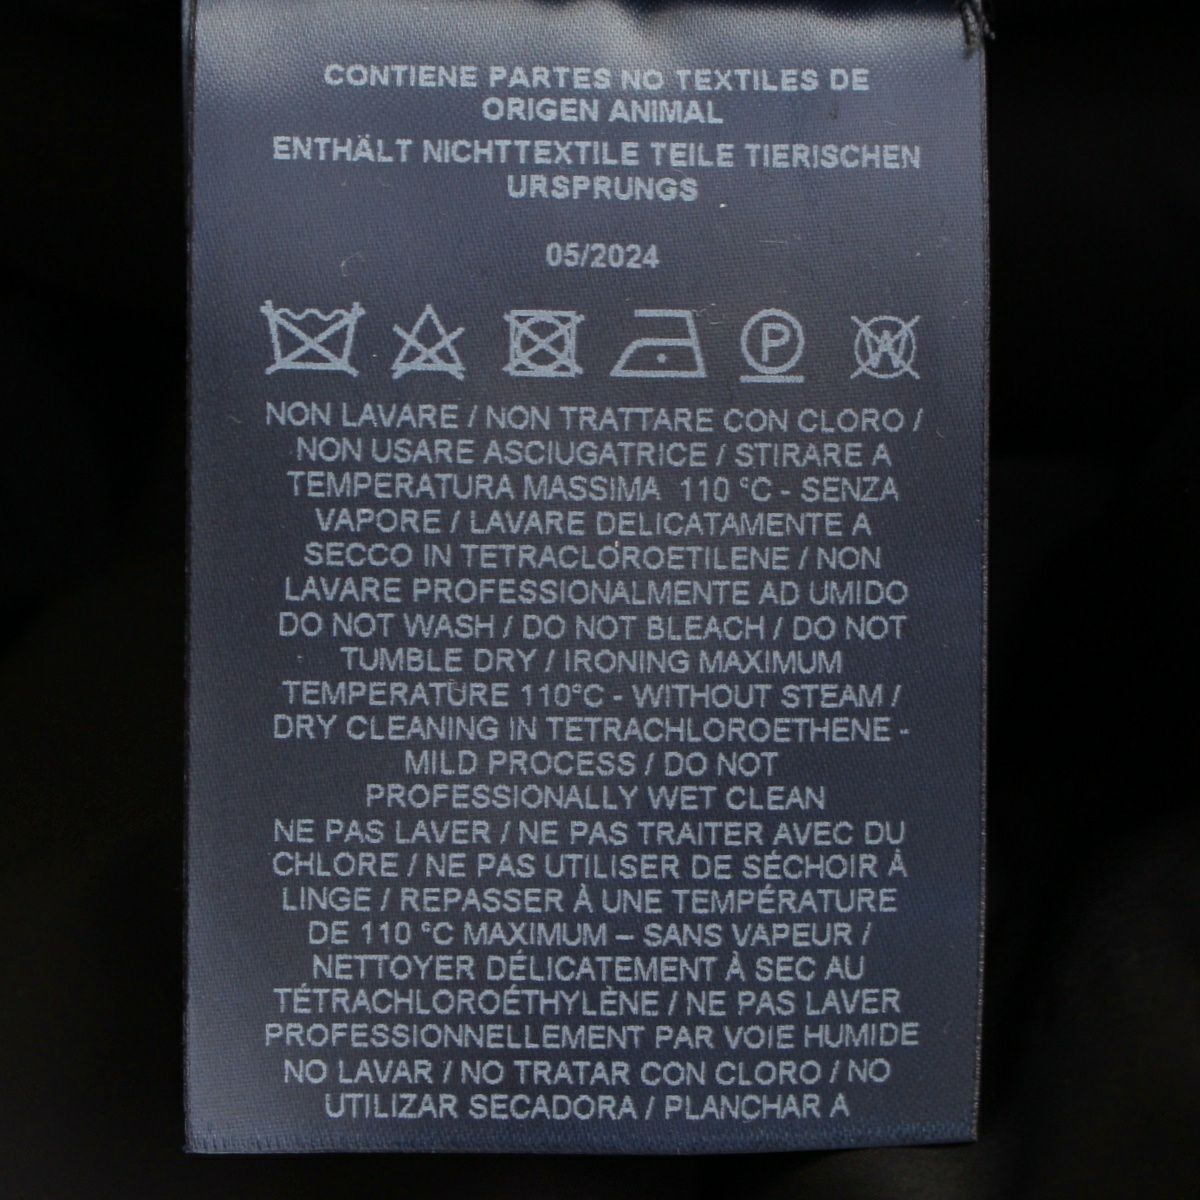 CONTIENE PARTES NO TEXTILES DE
ORIGEN ANIMAL
ENTHÄLT NICHTTEXTILE TEILE TIERISCHEN
URSPRUNGS
05/2024
P W
NON LAVARE / NON TRATTARE CON CLORO /
NON USARE ASCIUGATRICE / STIRARE A
TEMPERATURA MASSIMA 110 °C - SENZA
VAPORE / LAVARE DELICATAMENTE A
SECCO IN TETRACLOROETILENE / NON
LAVARE PROFESSIONALMENTE AD UMIDO
DO NOT WASH / DO NOT BLEACH / DO NOT
TUMBLE DRY / IRONING MAXIMUM
TEMPERATURE 110°C - WITHOUT STEAM /
DRY CLEANING IN TETRACHLOROETHENE -
MILD PROCESS / DO NOT
PROFESSIONALLY WET CLEAN
NE PAS LAVER / NE PAS TRAITER AVEC DU
CHLORE / NE PAS UTILISER DE SÉCHOIR À
LINGE / REPASSER À UNE TEMPÉRATURE
DE 110 °C MAXIMUM – SANS VAPEUR /
NETTOYER DÉLICATEMENT À SEC AU
TÉTRACHLOROÉTHYLÈNE / NE PAS LAVER
PROFESSIONNELLEMENT PAR VOIE HUMIDE
NO LAVAR / NO TRATAR CON CLORO / NO
UTILIZAR SECADORA / PLANCHAR A